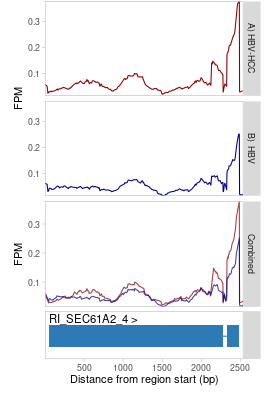 0.3
0.2
0.1
FPM
A) HBV-HCC
0.3
0.2
0.1
B) HBV
0.3
0.2
0.1
FPM
Combined
RI_SEC61A2_4 >
500 1000 1500 2000 2500
Distance from region start (bp)